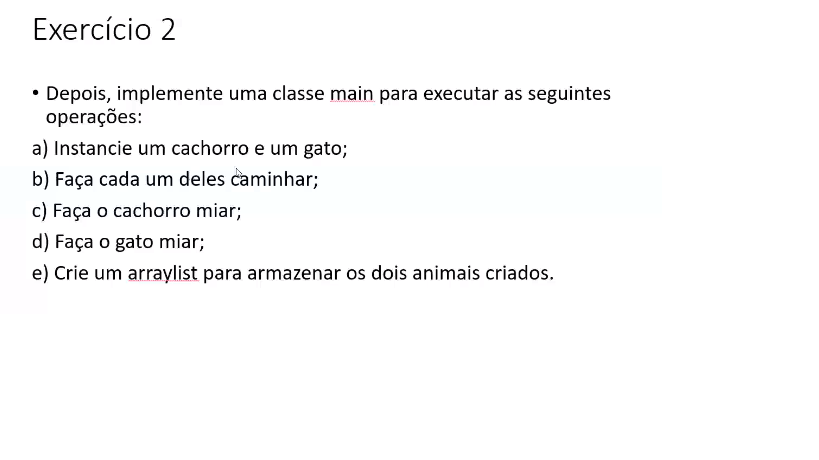 Exercício 2
• Depois, implemente uma classe main para executar as seguintes
operações:
a) Instancie um cachorro e um gato;
b) Faça cada um deles caminhar;
c) Faça o cachorro miar;
d) Faça o gato miar;
e) Crie um arraylist para armazenar os dois animais criados.